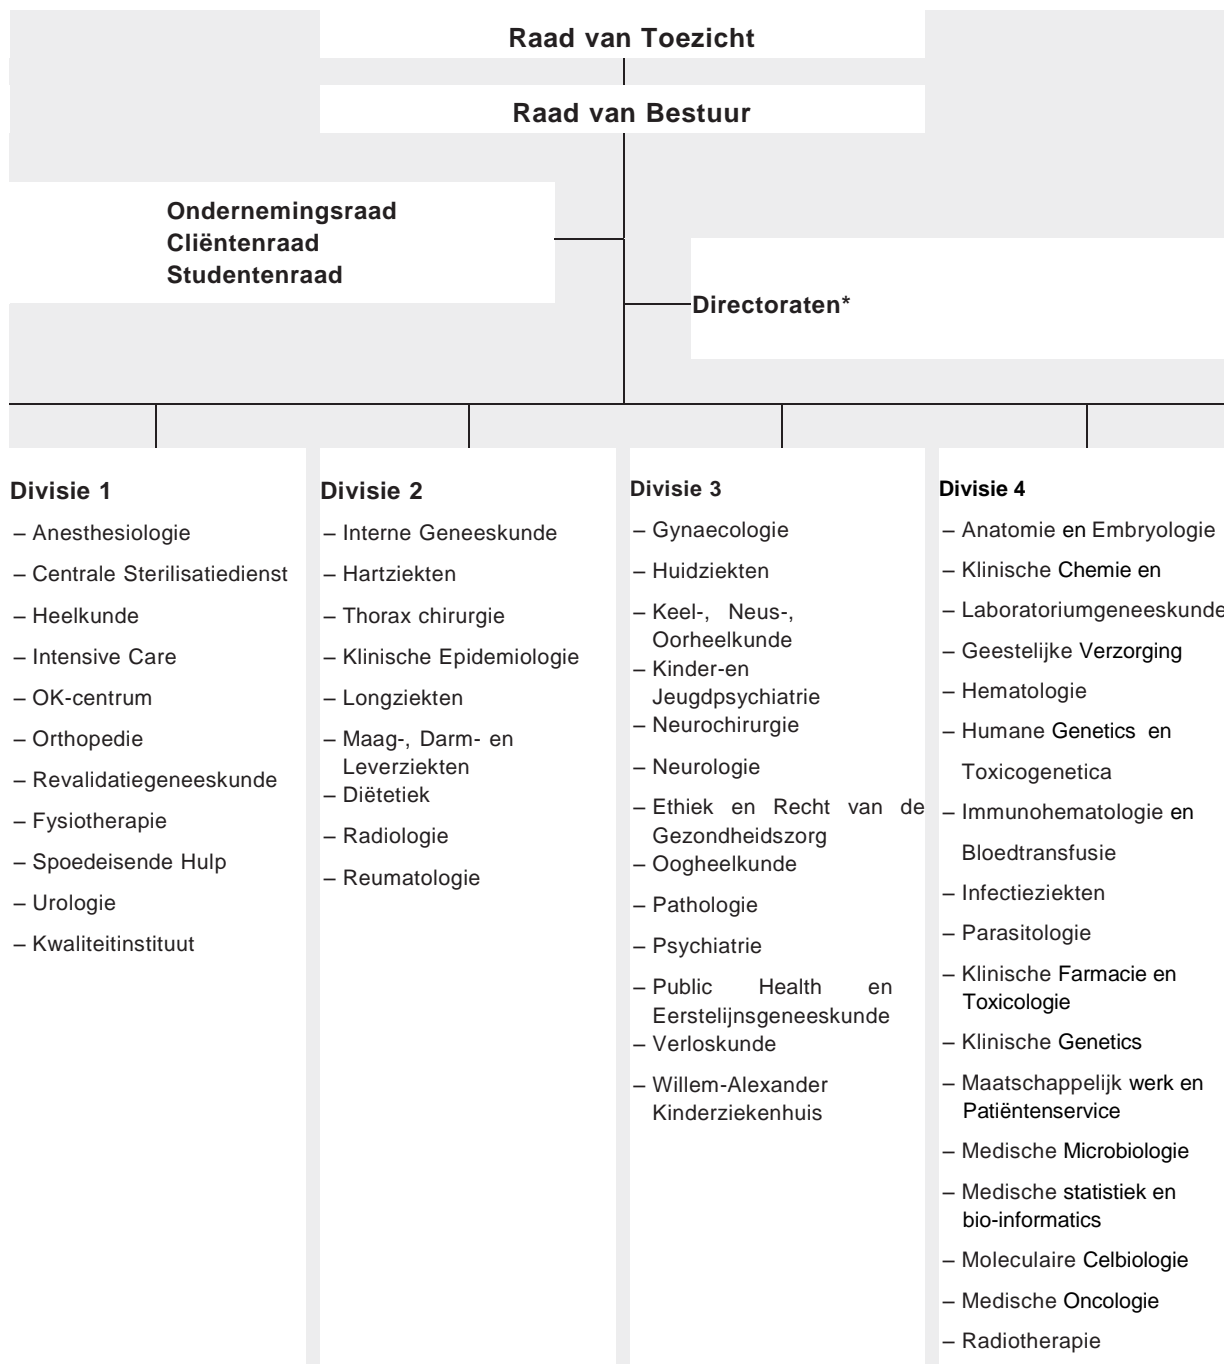 Raad van Toezicht
Raad van Bestuur
Ondernemingsraad
Cliëntenraad
Studentenraad
Directoraten*
Divisie 1
– Anesthesiologie
– Centrale Sterilisatiedienst
– Heelkunde
– Intensive Care
– OK-centrum
– Orthopedie
– Revalidatiegeneeskunde
– Fysiotherapie
– Spoedeisende Hulp
– Urologie
– Kwaliteitinstituut
Divisie 2
– Interne Geneeskunde
– Hartziekten
– Thorax chirurgie
– Klinische Epidemiologie
– Longziekten
– Maag-, Darm- en
Leverziekten
– Diëtetiek
– Radiologie
– Reumatologie
Divisie 3
– Gynaecologie
– Huidziekten
– Keel-, Neus-,
Oorheelkunde
– Kinder-en
Jeugdpsychiatrie
– Neurochirurgie
– Neurologie
– Ethiek en Recht van de
Gezondheidszorg
– Oogheelkunde
– Pathologie
– Psychiatrie
– Public Health en
Eerstelijnsgeneeskunde
– Verloskunde
– Willem-Alexander
Kinderziekenhuis
Divisie 4
– Anatomie en Embryologie
– Klinische Chemie en
– Laboratoriumgeneeskunde
– Geestelijke Verzorging
– Hematologie
– Humane Genetics en
Toxicogenetica
– Immunohematologie en
Bloedtransfusie
– Infectieziekten
– Parasitologie
– Klinische Farmacie en
Toxicologie
– Klinische Genetics
– Maatschappelijk werk en
Patiëntenservice
– Medische Microbiologie
– Medische statistiek en
bio-informatics
– Moleculaire Celbiologie
– Medische Oncologie
– Radiotherapie